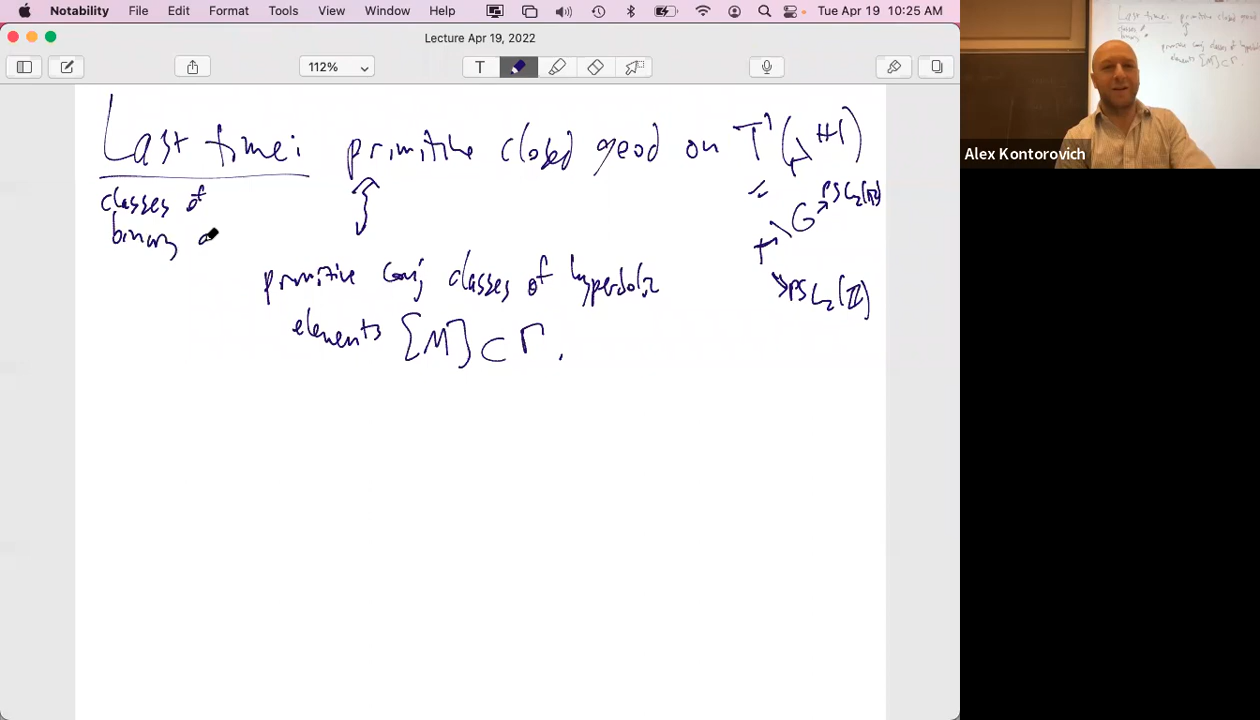 Notability File Edit Format Tools View Window Help Tue Apr 19 10:25 AM
Lecture Apr 19, 2022
112%
T
Last time: primitive closed geod on T¹(Γ\ℍ)
≅
Γ\G → PSL₂(ℝ)
→ PSL₂(ℤ)
classes of
binary
primitive conj classes of hyperbolic
elements [M] ⊂ Γ.
Alex Kontorovich